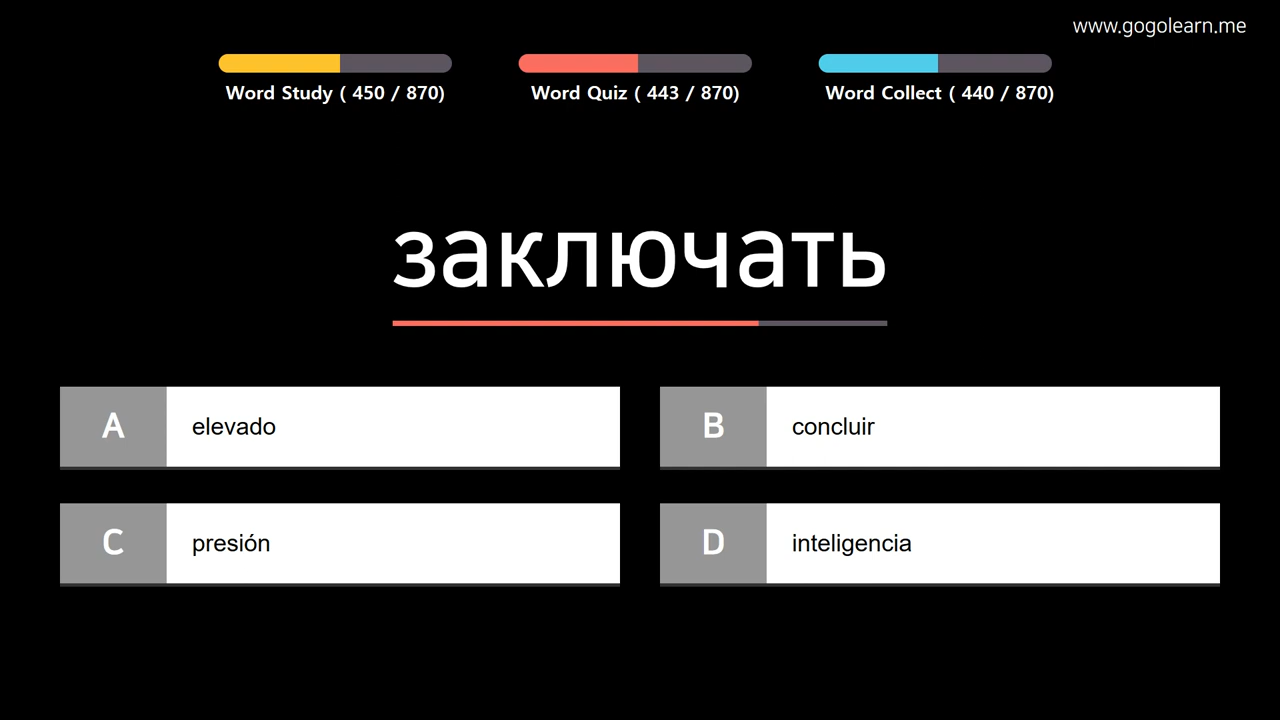 www.gogolearn.me
Word Study ( 450 / 870)
Word Quiz ( 443 / 870)
Word Collect ( 440 / 870)
заключать
A
elevado
B
concluir
C
presión
D
inteligencia